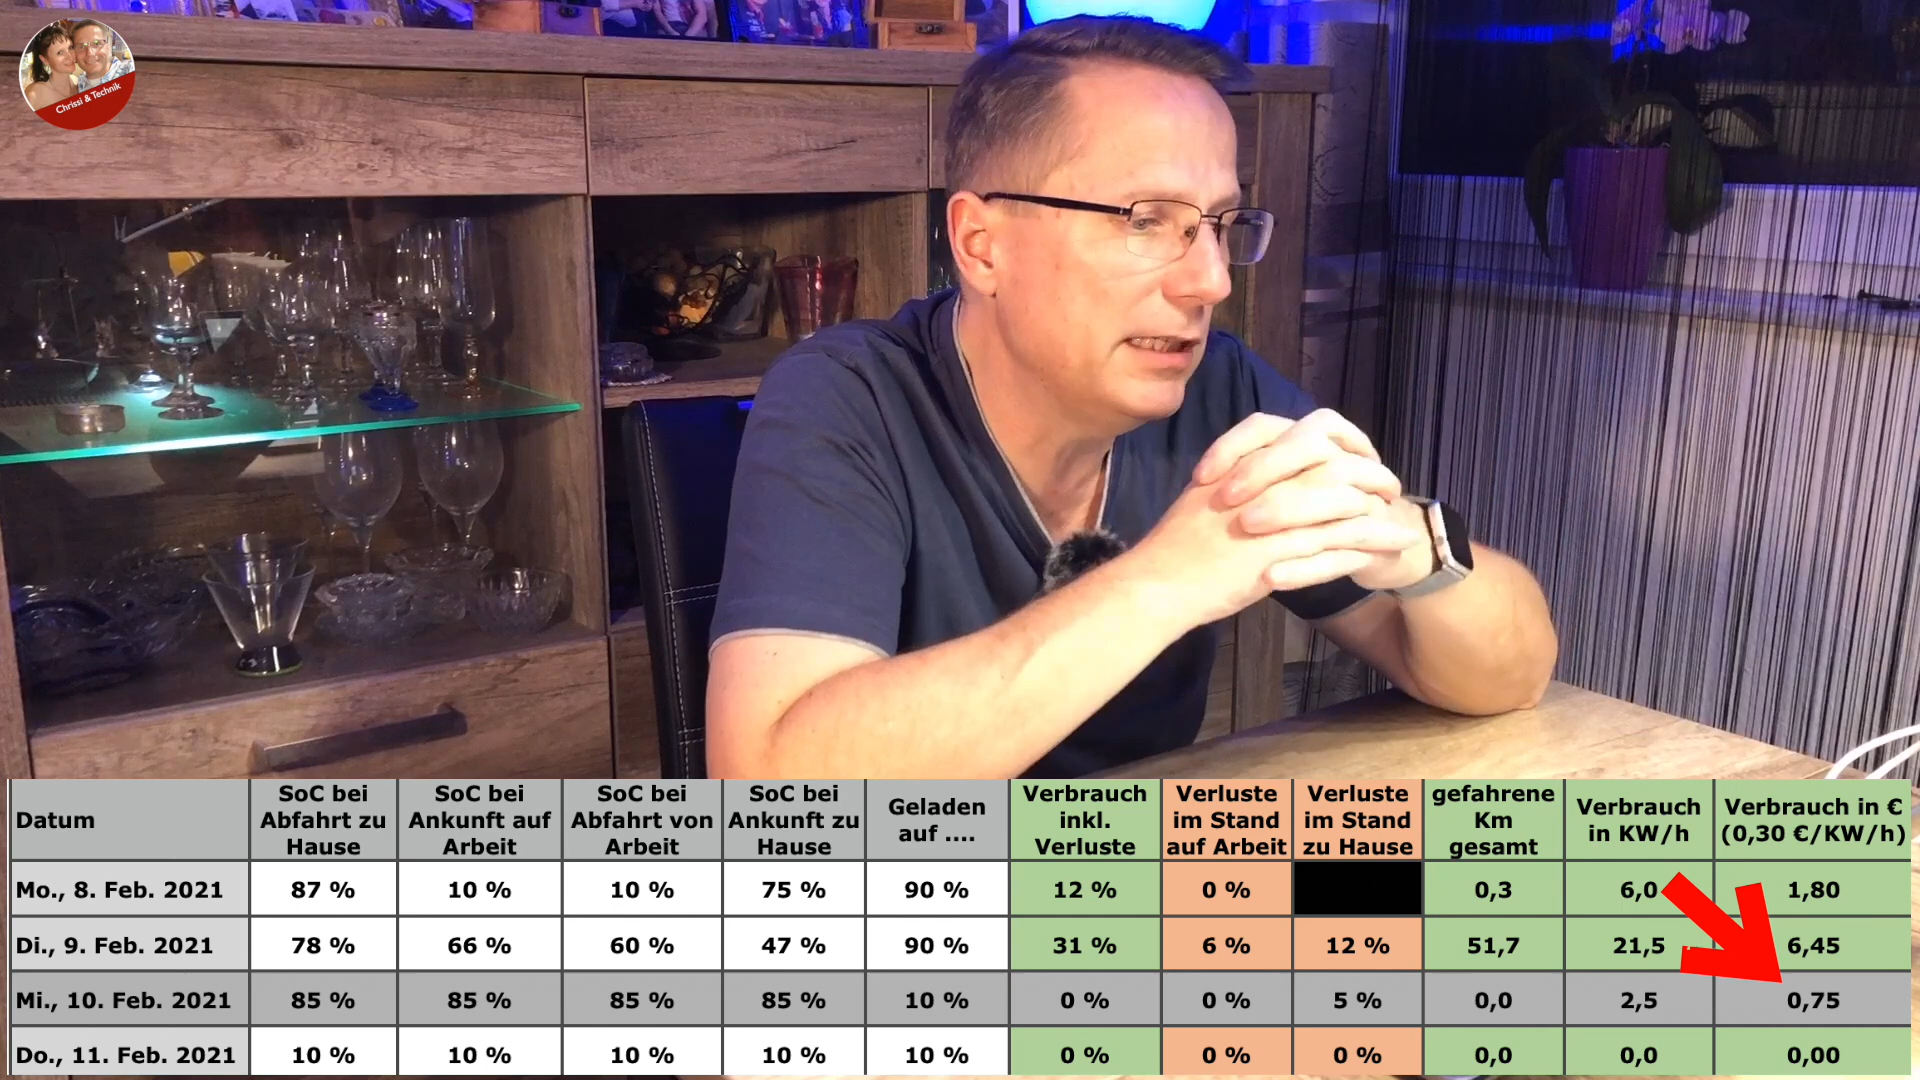 Chrissi & Technik
Datum
SoC bei
Abfahrt zu
Hause
SoC bei
Ankunft auf
Arbeit
SoC bei
Abfahrt von
Arbeit
SoC bei
Ankunft zu
Hause
Geladen
auf ....
Verbrauch
inkl.
Verluste
Verluste
im Stand
auf Arbeit
Verluste
im Stand
zu Hause
gefahrene
Km
gesamt
Verbrauch
in KW/h
Verbrauch in €
(0,30 €/KW/h)
Mo., 8. Feb. 2021 87 % 10 % 10 % 75 % 90 % 12 % 0 % 0,3 6,0 1,80
Di., 9. Feb. 2021 78 % 66 % 60 % 47 % 90 % 31 % 6 % 12 % 51,7 21,5 6,45
Mi., 10. Feb. 2021 85 % 85 % 85 % 85 % 10 % 0 % 0 % 5 % 0,0 2,5 0,75
Do., 11. Feb. 2021 10 % 10 % 10 % 10 % 10 % 0 % 0 % 0 % 0,0 0,0 0,00